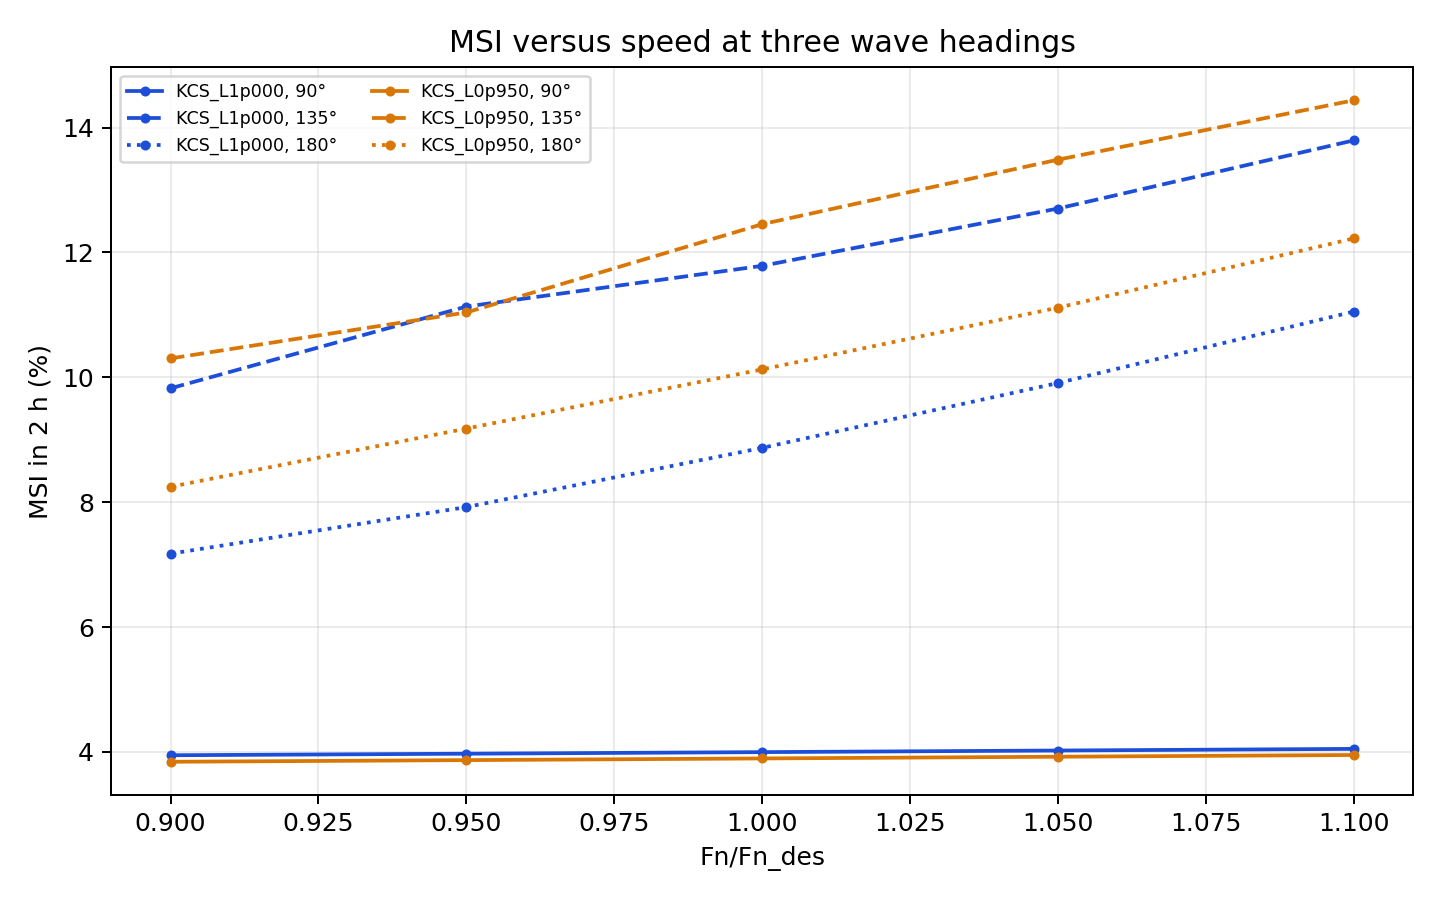 MSI versus speed at three wave headings
KCS_L1p000, 90°
KCS_L1p000, 135°
KCS_L1p000, 180°
KCS_L0p950, 90°
KCS_L0p950, 135°
KCS_L0p950, 180°
MSI in 2 h (%)
14
12
10
8
6
4
0.900 0.925 0.950 0.975 1.000 1.025 1.050 1.075 1.100
Fn/Fn_des